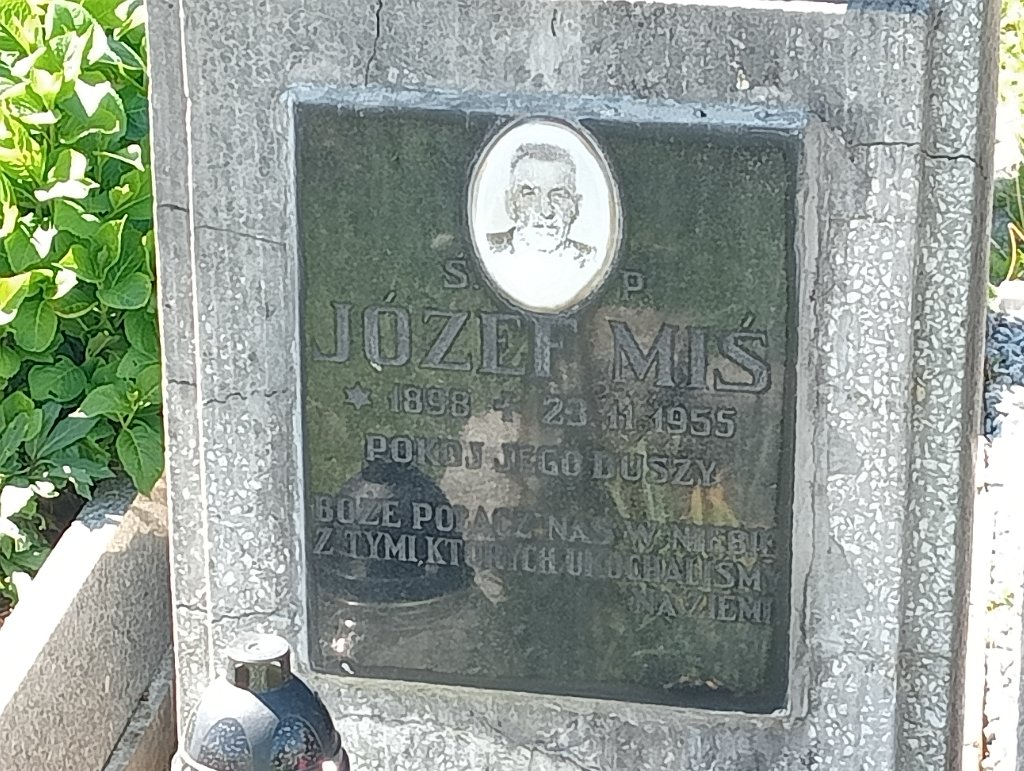 Ś. P.
JÓZEF MIŚ
* 1898 + 23.11.1955
POKÓJ JEGO DUSZY
BOŻE POŁĄCZ NAS W NIEBIE
Z TYMI, KTÓRYCH UKOCHALIŚMY
NA ZIEMI